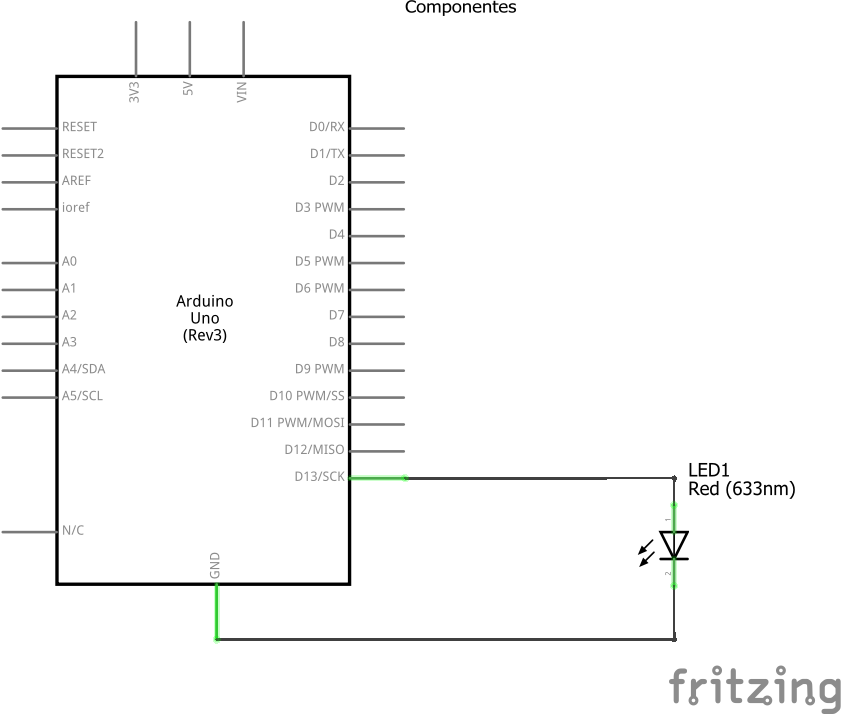 Componentes
3V3
5V
VIN
RESET
RESET2
AREF
ioref
A0
A1
A2
A3
A4/SDA
A5/SCL
N/C
Arduino
Uno
(Rev3)
D0/RX
D1/TX
D2
D3 PWM
D4
D5 PWM
D6 PWM
D7
D8
D9 PWM
D10 PWM/SS
D11 PWM/MOSI
D12/MISO
D13/SCK
GND
LED1
Red (633nm)
1
2
fritzing